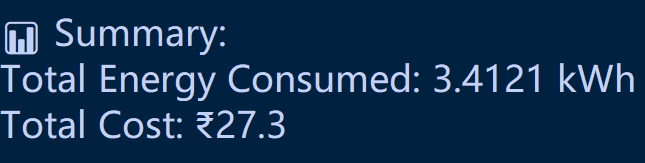 📊 Summary:
Total Energy Consumed: 3.4121 kWh
Total Cost: ₹27.3